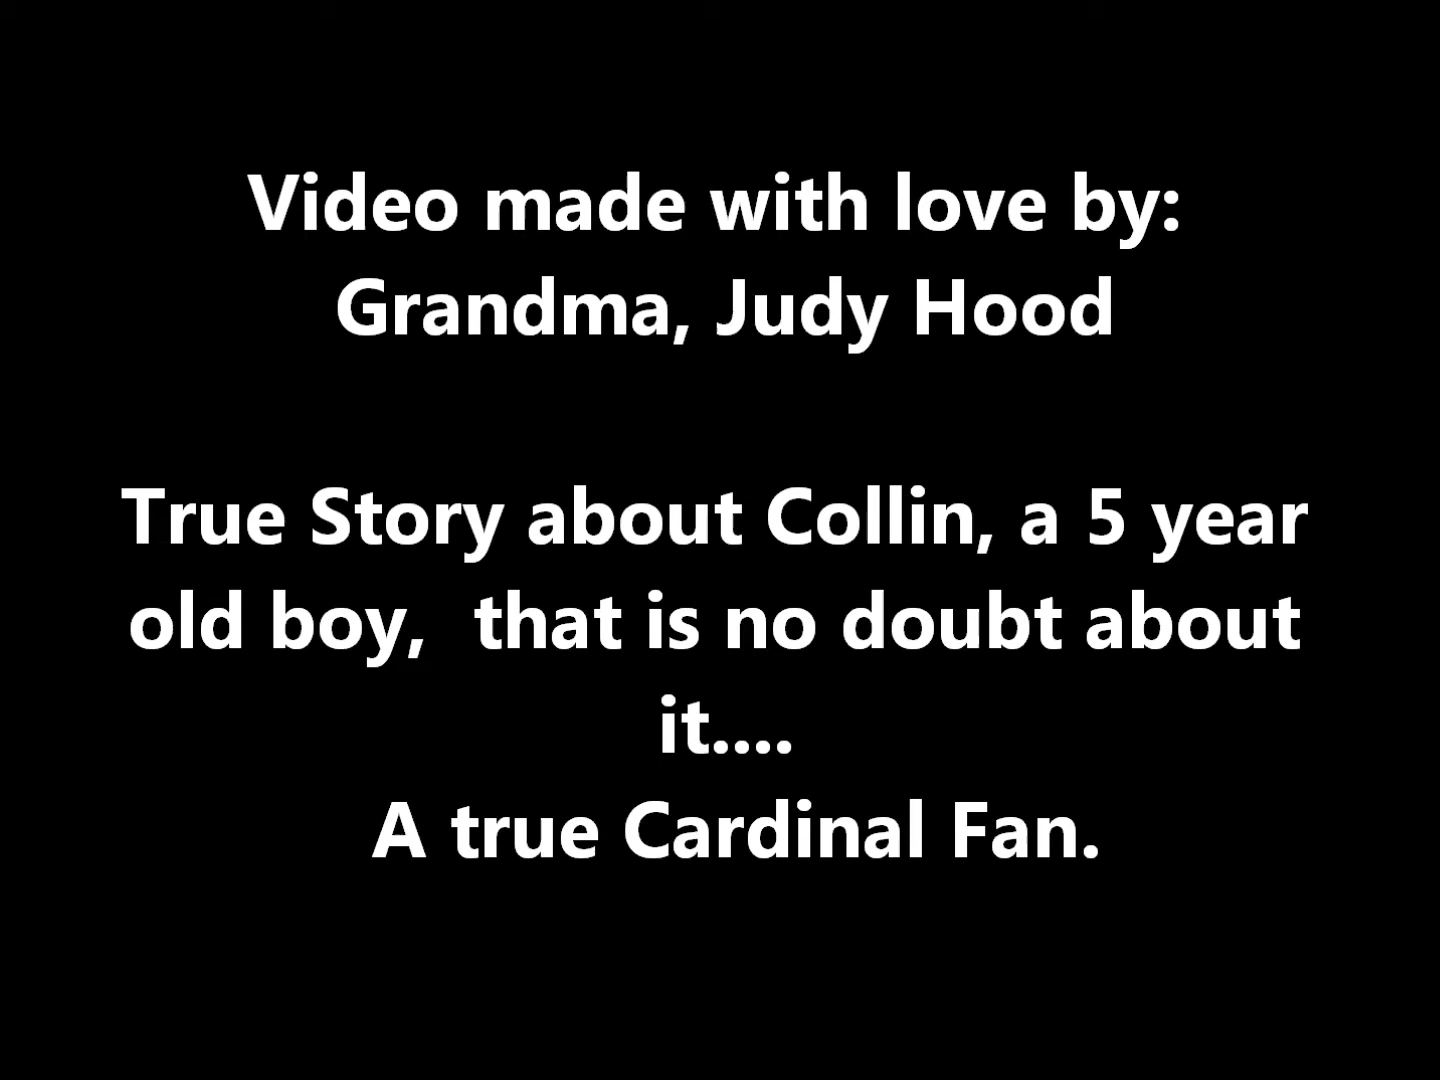 Video made with love by:
Grandma, Judy Hood
True Story about Collin, a 5 year
old boy,  that is no doubt about
it....
A true Cardinal Fan.